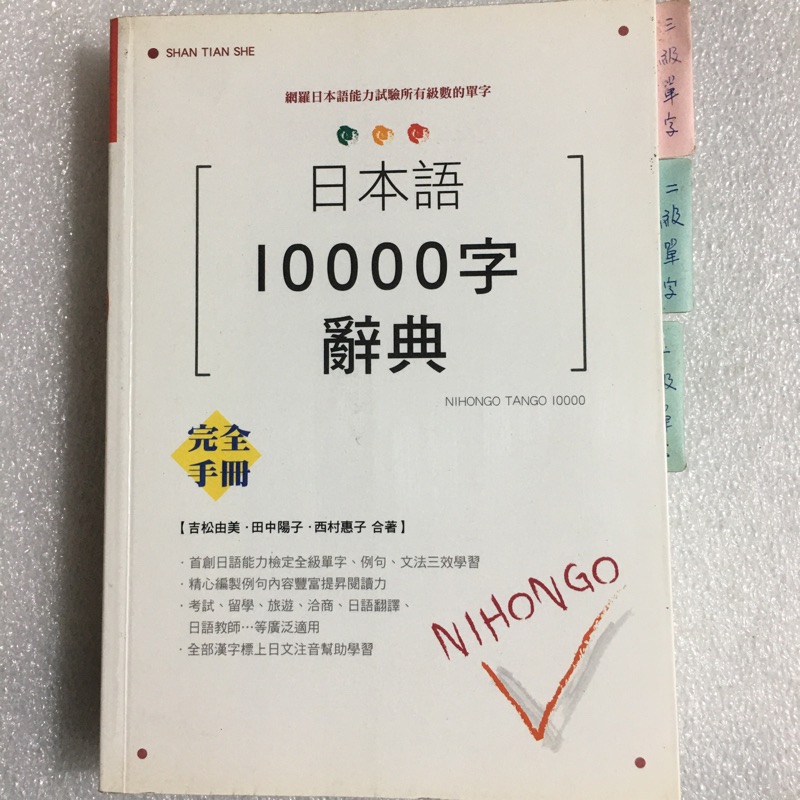 SHAN TIAN SHE
網羅日本語能力試驗所有級數的單字
日本語
10000字
辭典
NIHONGO TANGO 10000
完全
手冊
【吉松由美·田中陽子·西村惠子 合著】
·首創日語能力檢定全級單字、例句、文法三效學習
·精心編製例句內容豐富提昇閱讀力
·考試、留學、旅遊、洽商、日語翻譯、
日語教師…等廣泛適用
·全部漢字標上日文注音幫助學習
NIHONGO
三級單字
二級單字